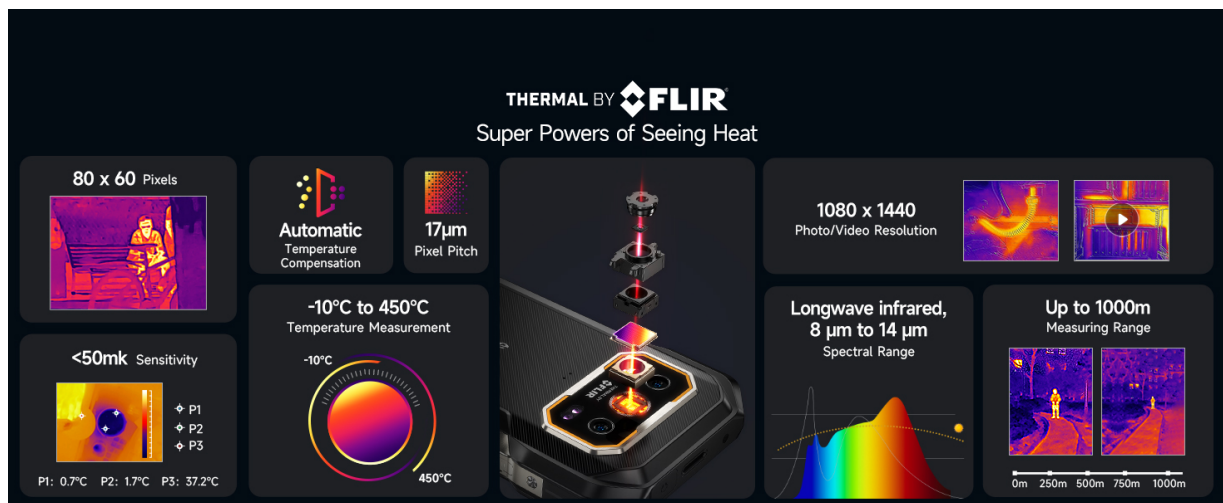 THERMAL BY FLIR
Super Powers of Seeing Heat
80 x 60 Pixels
Automatic
Temperature
Compensation
17μm
Pixel Pitch
1080 x 1440
Photo/Video Resolution
<50mk Sensitivity
P1
P2
P3
P1: 0.7°C P2: 1.7°C P3: 37.2°C
-10°C to 450°C
Temperature Measurement
-10°C
450°C
FLIR
Longwave infrared,
8 μm to 14 μm
Spectral Range
Up to 1000m
Measuring Range
0m 250m 500m 750m 1000m